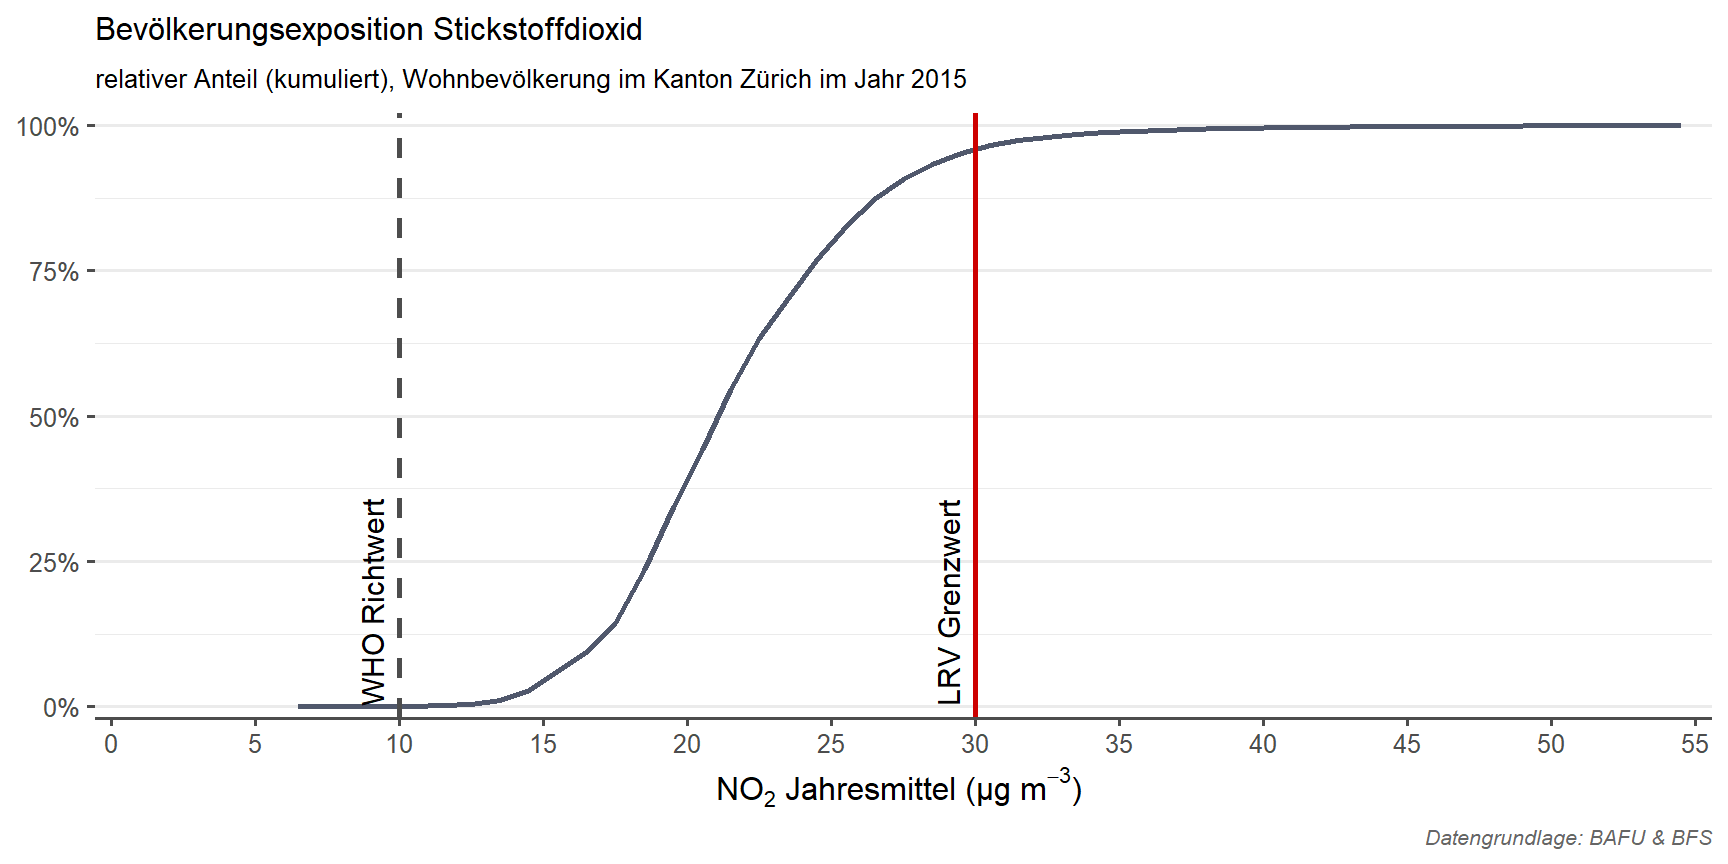 Bevölkerungsexposition Stickstoffdioxid
relativer Anteil (kumuliert), Wohnbevölkerung im Kanton Zürich im Jahr 2015
100%
75%
50%
25%
0%
WHO Richtwert
LRV Grenzwert
0 5 10 15 20 25 30 35 40 45 50 55
NO₂ Jahresmittel (µg m⁻³)
Datengrundlage: BAFU & BFS